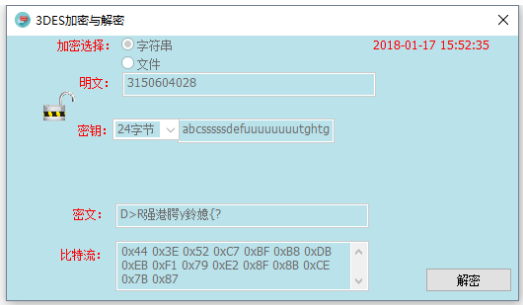 3DES加密与解密
加密选择： 字符串 2018-01-17 15:52:35
文件
明文： 3150604028
密钥： 24字节 abcsssssdefuuuuuuuutghtg
密文： D>R强港腭y鈴嬑{?
比特流： 0x44 0x3E 0x52 0xC7 0xBF 0xB8 0xDB
0xEB 0xF1 0x79 0xE2 0x8F 0x8B 0xCE
0x7B 0x87
解密